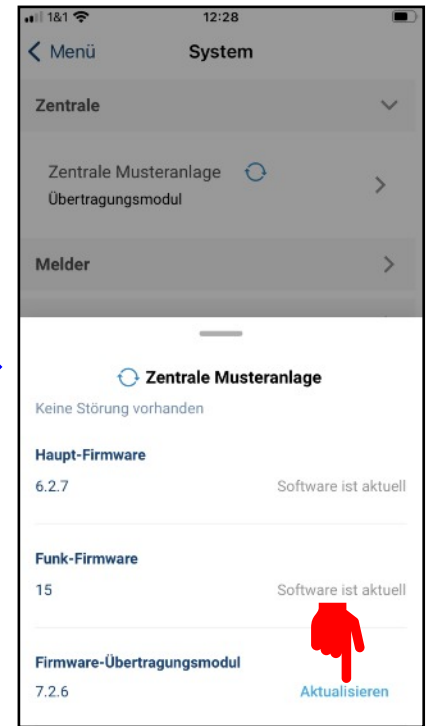 1&1
12:28
Menü
System
Zentrale
Zentrale Musteranlage
Übertragungsmodul
Melder
Zentrale Musteranlage
Keine Störung vorhanden
Haupt-Firmware
6.2.7 Software ist aktuell
Funk-Firmware
15 Software ist aktuell
Firmware-Übertragungsmodul
7.2.6 Aktualisieren